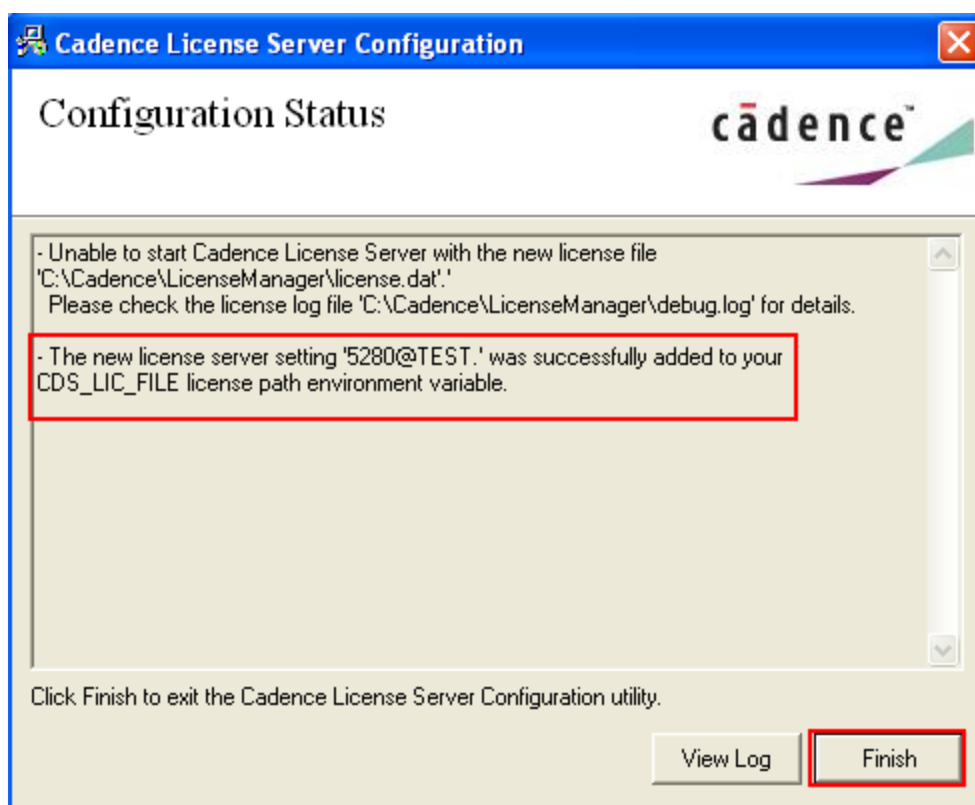 Cadence License Server Configuration
Configuration Status
cādence™
- Unable to start Cadence License Server with the new license file
'C:\Cadence\LicenseManager\license.dat'.'
Please check the license log file 'C:\Cadence\LicenseManager\debug.log' for details.
- The new license server setting '5280@TEST.' was successfully added to your
CDS_LIC_FILE license path environment variable.
Click Finish to exit the Cadence License Server Configuration utility.
View Log
Finish